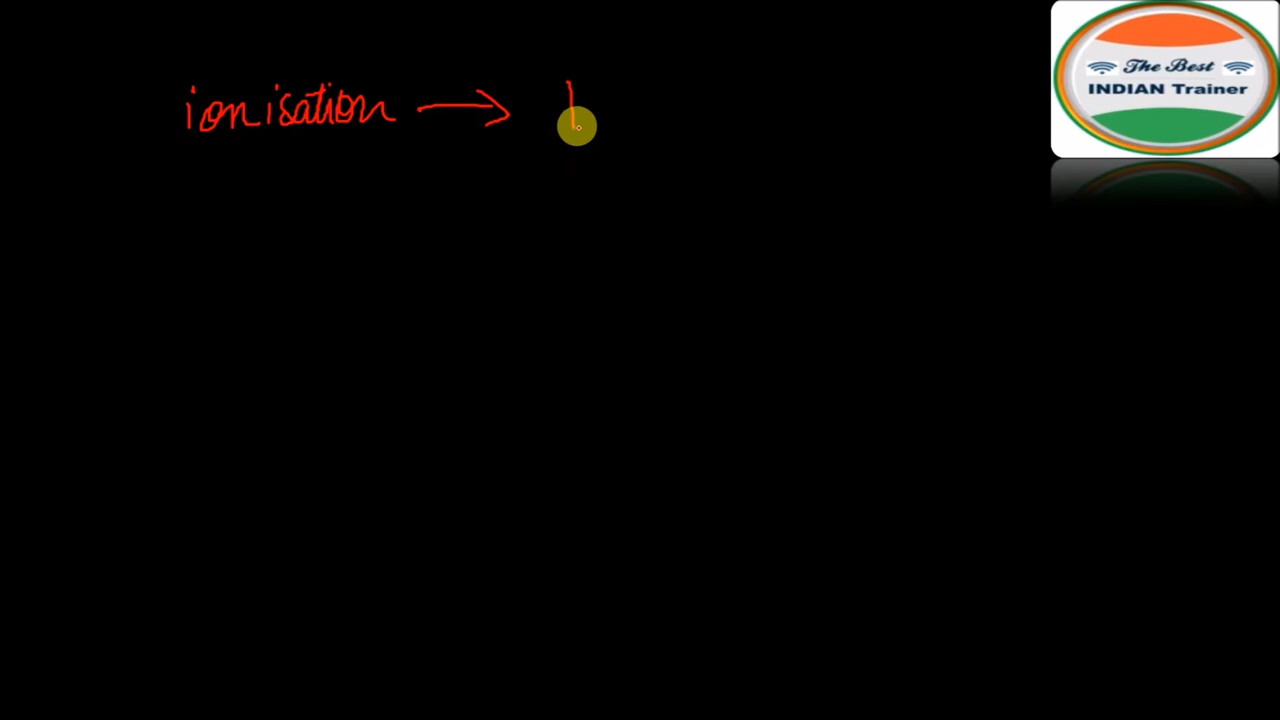 ionisation →
The Best
INDIAN Trainer